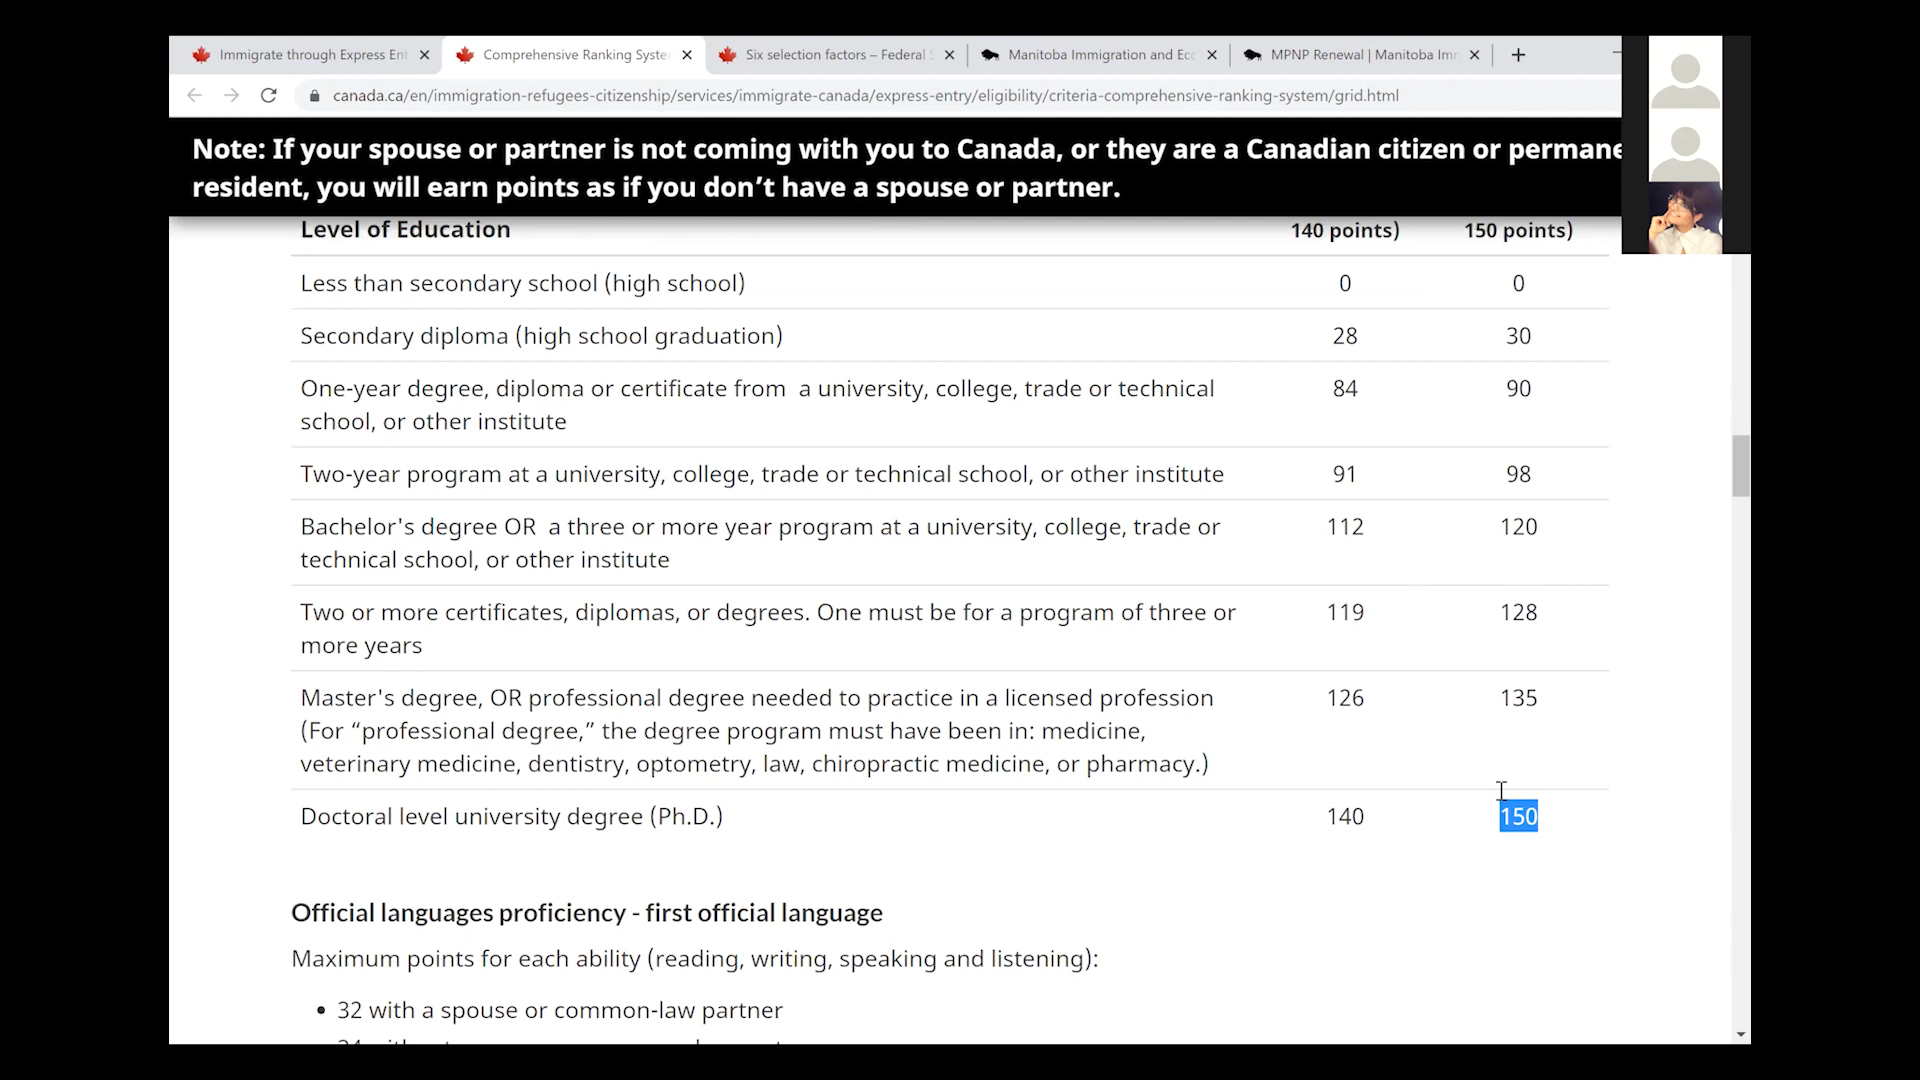 Immigrate through Express Ent
Comprehensive Ranking Syste
Six selection factors – Federal S
Manitoba Immigration and Eco
MPNP Renewal | Manitoba Imm
canada.ca/en/immigration-refugees-citizenship/services/immigrate-canada/express-entry/eligibility/criteria-comprehensive-ranking-system/grid.html
Note: If your spouse or partner is not coming with you to Canada, or they are a Canadian citizen or permane
resident, you will earn points as if you don’t have a spouse or partner.
Level of Education 140 points) 150 points)
Less than secondary school (high school) 0 0
Secondary diploma (high school graduation) 28 30
One-year degree, diploma or certificate from a university, college, trade or technical 84 90
school, or other institute
Two-year program at a university, college, trade or technical school, or other institute 91 98
Bachelor's degree OR a three or more year program at a university, college, trade or 112 120
technical school, or other institute
Two or more certificates, diplomas, or degrees. One must be for a program of three or 119 128
more years
Master's degree, OR professional degree needed to practice in a licensed profession 126 135
(For “professional degree,” the degree program must have been in: medicine,
veterinary medicine, dentistry, optometry, law, chiropractic medicine, or pharmacy.)
Doctoral level university degree (Ph.D.) 140 150
Official languages proficiency - first official language
Maximum points for each ability (reading, writing, speaking and listening):
• 32 with a spouse or common-law partner